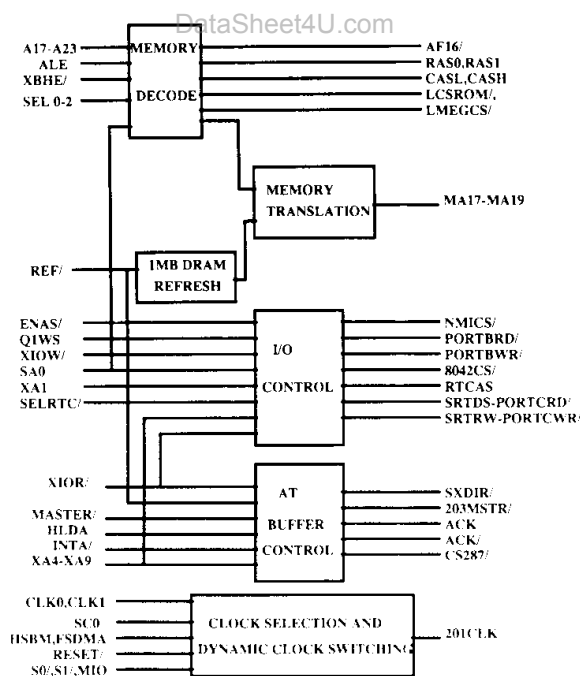 DataSheet4U.com
A17-A23
ALE
XBHE/
SEL 0-2
MEMORY
DECODE
AF16/
RAS0,RAS1
CASL,CASH
LCSROM/,
LMEGCS/
MEMORY
TRANSLATION
MA17-MA19
REF/
1MB DRAM
REFRESH
ENAS/
Q1WS
XIOW/
SA0
XA1
SELRTC/
I/O
CONTROL
NMICS/
PORTBRD/
PORTBWR/
8042CS/
RTCAS
SRTDS-PORTCRD/
SRTRW-PORTCWR/
XIOR/
MASTER/
HLDA
INTA/
XA4-XA9
AT
BUFFER
CONTROL
SXDIR/
203MSTR/
ACK
ACK/
CS287/
CLK0,CLK1
SC0
HSBM,FSDMA
RESET/
S0/,S1/,MIO
CLOCK SELECTION AND
DYNAMIC CLOCK SWITCHING
201CLK